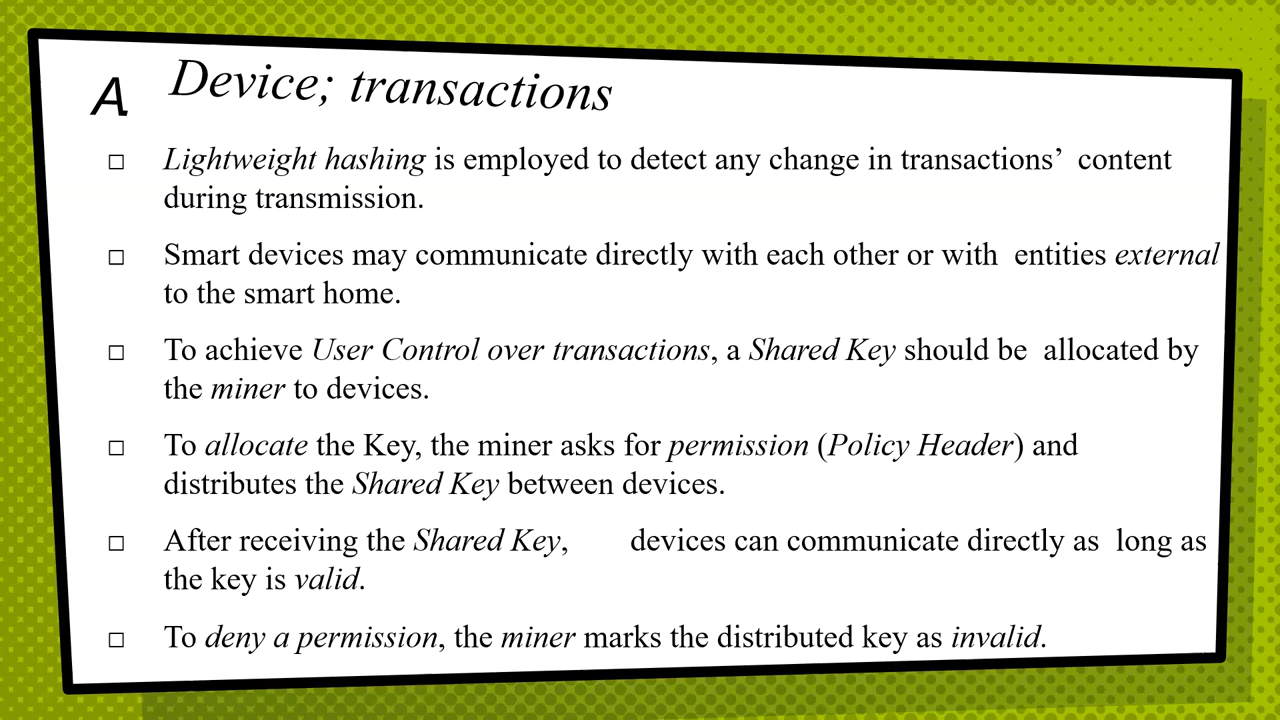 A. Device; transactions
□ Lightweight hashing is employed to detect any change in transactions’ content
during transmission.
□ Smart devices may communicate directly with each other or with entities external
to the smart home.
□ To achieve User Control over transactions, a Shared Key should be allocated by
the miner to devices.
□ To allocate the Key, the miner asks for permission (Policy Header) and
distributes the Shared Key between devices.
□ After receiving the Shared Key, devices can communicate directly as long as
the key is valid.
□ To deny a permission, the miner marks the distributed key as invalid.